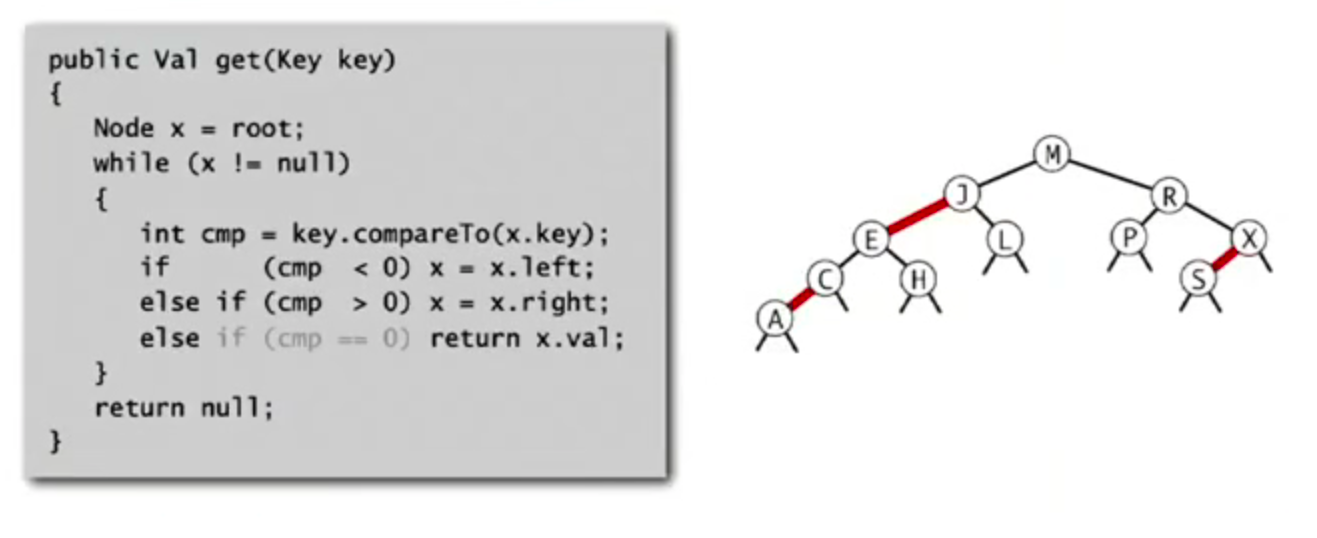 public Val get(Key key)
{
   Node x = root;
   while (x != null)
   {
      int cmp = key.compareTo(x.key);
      if      (cmp  < 0) x = x.left;
      else if (cmp  > 0) x = x.right;
      else if (cmp == 0) return x.val;
   }
   return null;
}
M
J R
E L P X
C H S
A